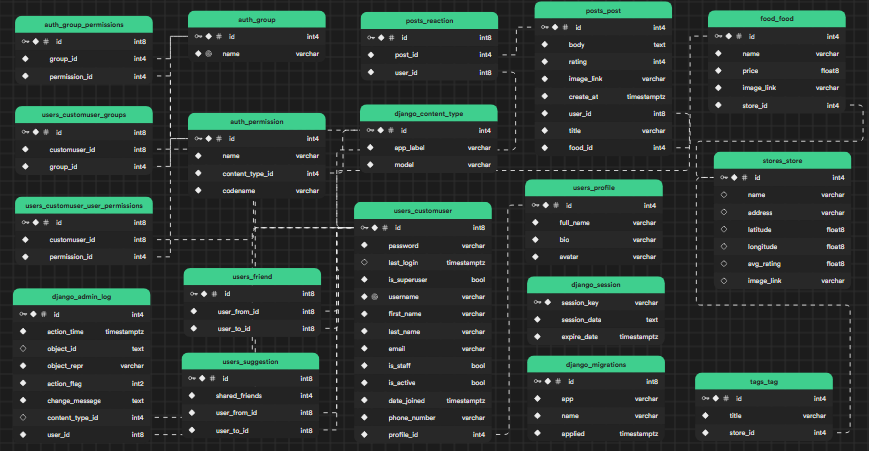 auth_group_permissions
id int8
group_id int4
permission_id int4
auth_group
id int4
name varchar
posts_reaction
id int8
post_id int4
user_id int8
posts_post
id int4
body text
rating int4
image_link varchar
create_at timestamptz
user_id int8
title varchar
food_id int4
food_food
id int4
name varchar
price float8
image_link varchar
store_id int4
users_customuser_groups
id int8
customuser_id int8
group_id int4
auth_permission
id int4
name varchar
content_type_id int4
codename varchar
django_content_type
id int4
app_label varchar
model varchar
stores_store
id int4
name varchar
address varchar
latitude float8
longitude float8
avg_rating float8
image_link varchar
users_customuser_user_permissions
id int8
customuser_id int8
permission_id int4
users_customuser
id int8
password varchar
last_login timestamptz
is_superuser bool
username varchar
first_name varchar
last_name varchar
email varchar
is_staff bool
is_active bool
date_joined timestamptz
phone_number varchar
profile_id int4
users_profile
id int4
full_name varchar
bio varchar
avatar varchar
users_friend
id int8
user_from_id int8
user_to_id int8
django_session
session_key varchar
session_data text
expire_date timestamptz
django_admin_log
id int4
action_time timestamptz
object_id text
object_repr varchar
action_flag int2
change_message text
content_type_id int4
user_id int8
users_suggestion
id int8
shared_friends int4
user_from_id int8
user_to_id int8
django_migrations
id int8
app varchar
name varchar
applied timestamptz
tags_tag
id int4
title varchar
store_id int4